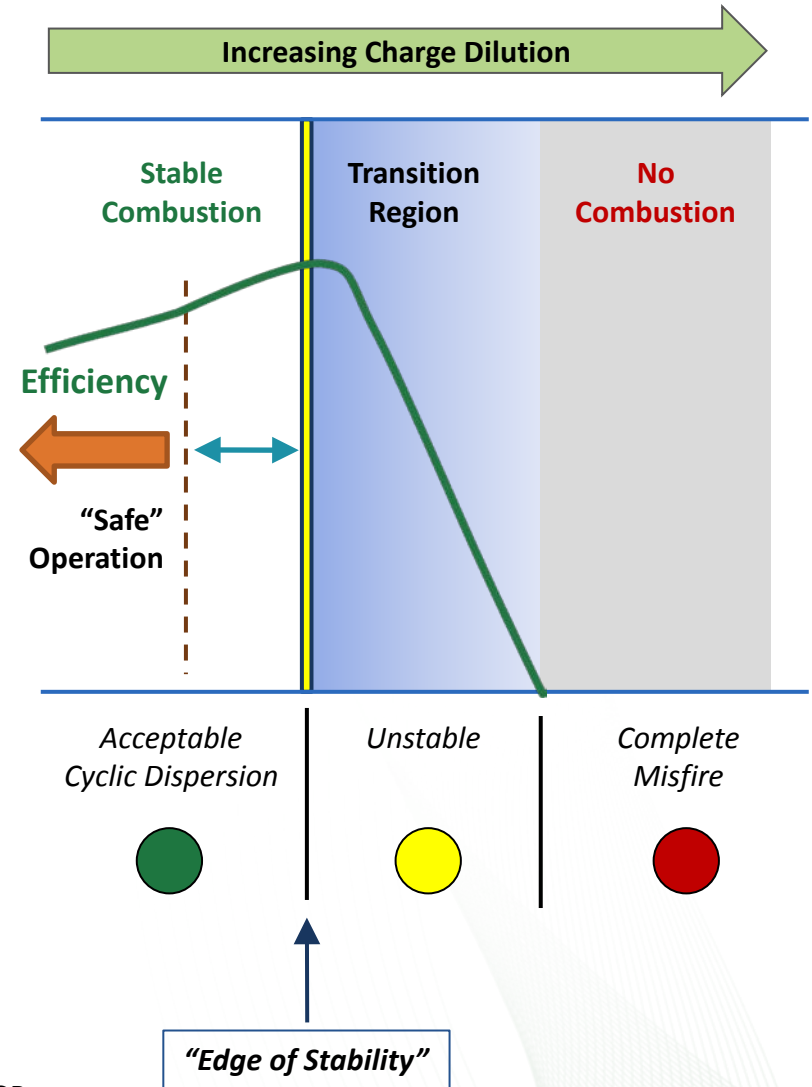 Increasing Charge Dilution
Stable
Combustion
Transition
Region
No
Combustion
Efficiency
“Safe”
Operation
Acceptable
Cyclic Dispersion
Unstable
Complete
Misfire
“Edge of Stability”